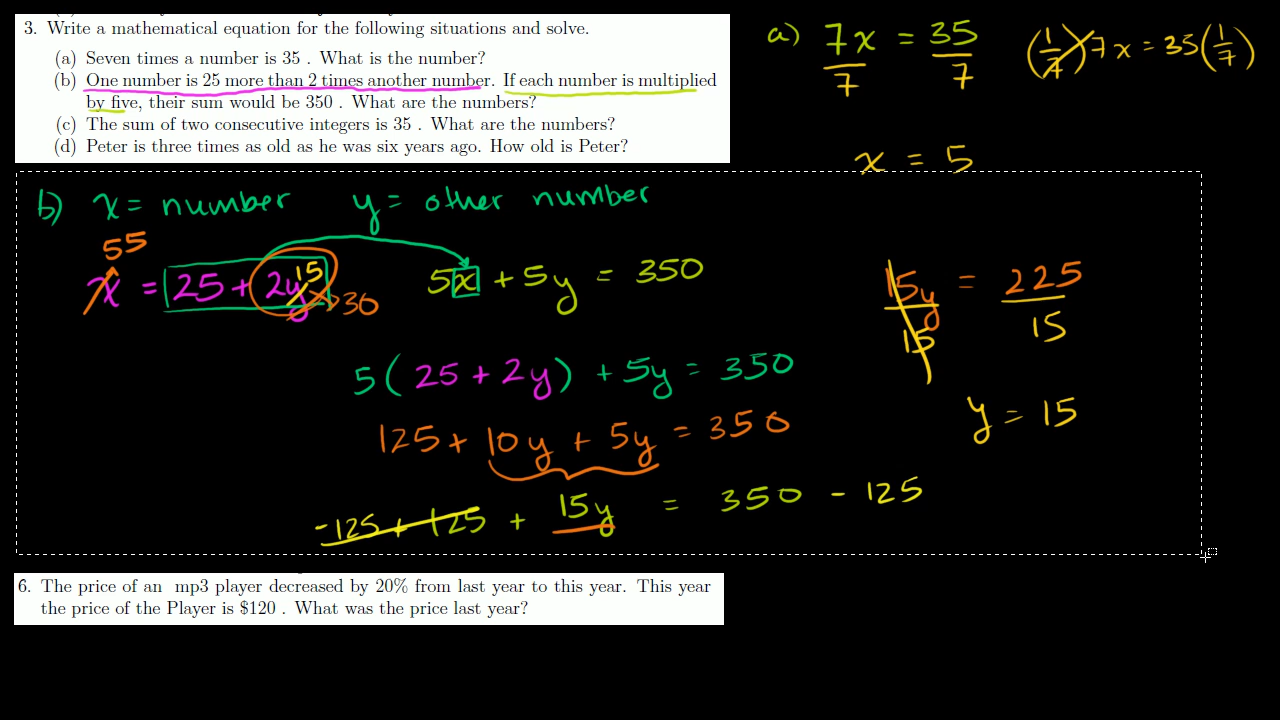 3. Write a mathematical equation for the following situations and solve.
(a) Seven times a number is 35 . What is the number?
(b) One number is 25 more than 2 times another number. If each number is multiplied
by five, their sum would be 350 . What are the numbers?
(c) The sum of two consecutive integers is 35 . What are the numbers?
(d) Peter is three times as old as he was six years ago. How old is Peter?
a) 7x = 35
7 7
(1/7) 7x = 35 (1/7)
x = 5
b) x = number y = other number
55
x = 25 + 2y 15 30
5x + 5y = 350
5(25 + 2y) + 5y = 350
125 + 10y + 5y = 350
-125 + 125 + 15y = 350 - 125
15y = 225
15 15
y = 15
6. The price of an mp3 player decreased by 20% from last year to this year. This year
the price of the Player is $120 . What was the price last year?